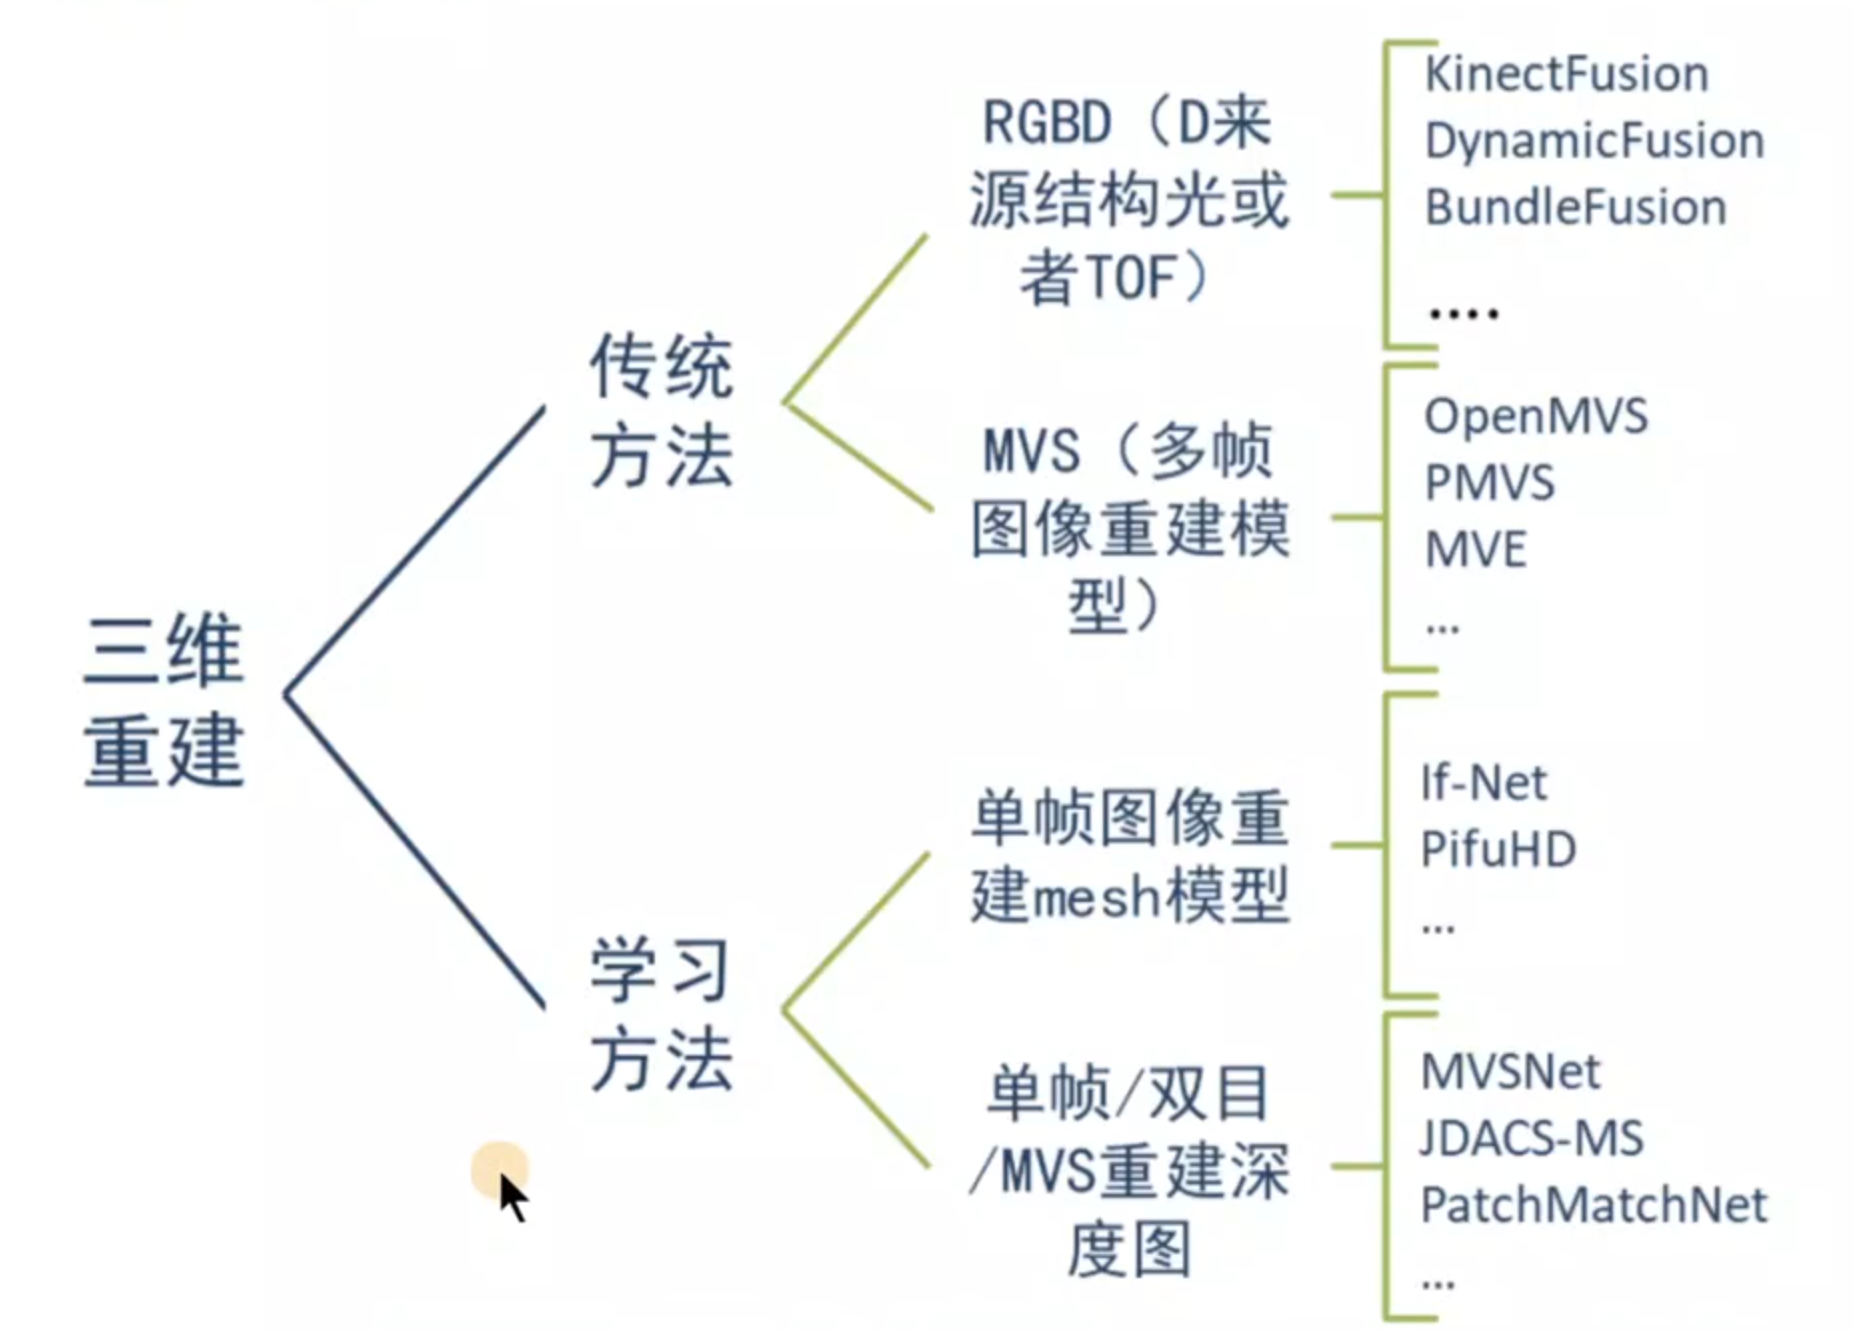 三维
重建
传统
方法
RGBD（D来
源结构光或
者TOF）
KinectFusion
DynamicFusion
BundleFusion
....
MVS（多帧
图像重建模
型）
OpenMVS
PMVS
MVE
...
学习
方法
单帧图像重
建mesh模型
If-Net
PifuHD
...
单帧/双目
/MVS重建深
度图
MVSNet
JDACS-MS
PatchMatchNet
...